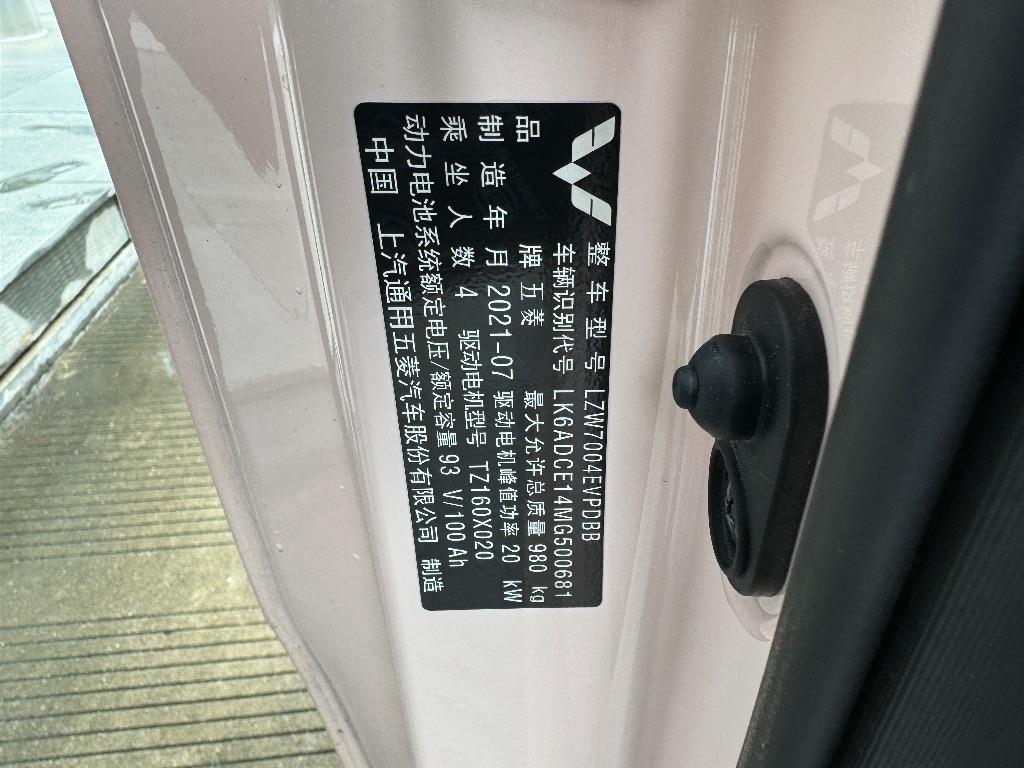 整车型号 LZW7004EVPDBB
车辆识别代号 LK6ADCE14MG500681
品牌 五菱 最大允许总质量 980 kg
制造年月 2021-07 驱动电机峰值功率 20 kW
乘坐人数 4 驱动电机型号 TZ160X020
动力电池系统额定电压/额定容量 93 V/100 Ah
中国 上汽通用五菱汽车股份有限公司 制造